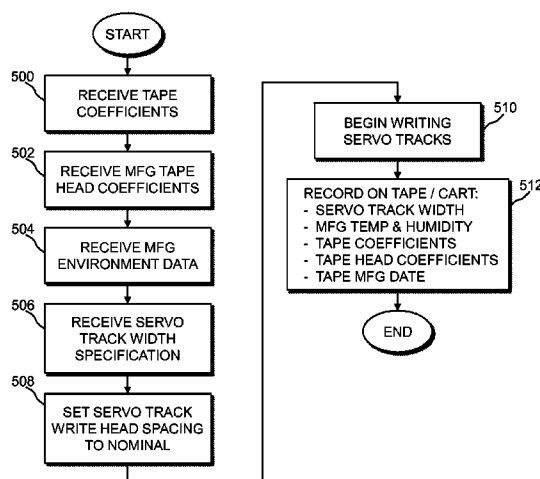 START
500
RECEIVE TAPE
COEFFICIENTS
502
RECEIVE MFG TAPE
HEAD COEFFICIENTS
504
RECEIVE MFG
ENVIRONMENT DATA
506
RECEIVE SERVO
TRACK WIDTH
SPECIFICATION
508
SET SERVO TRACK
WRITE HEAD SPACING
TO NOMINAL
510
BEGIN WRITING
SERVO TRACKS
512
RECORD ON TAPE / CART:
- SERVO TRACK WIDTH
- MFG TEMP & HUMIDITY
- TAPE COEFFICIENTS
- TAPE HEAD COEFFICIENTS
- TAPE MFG DATE
END